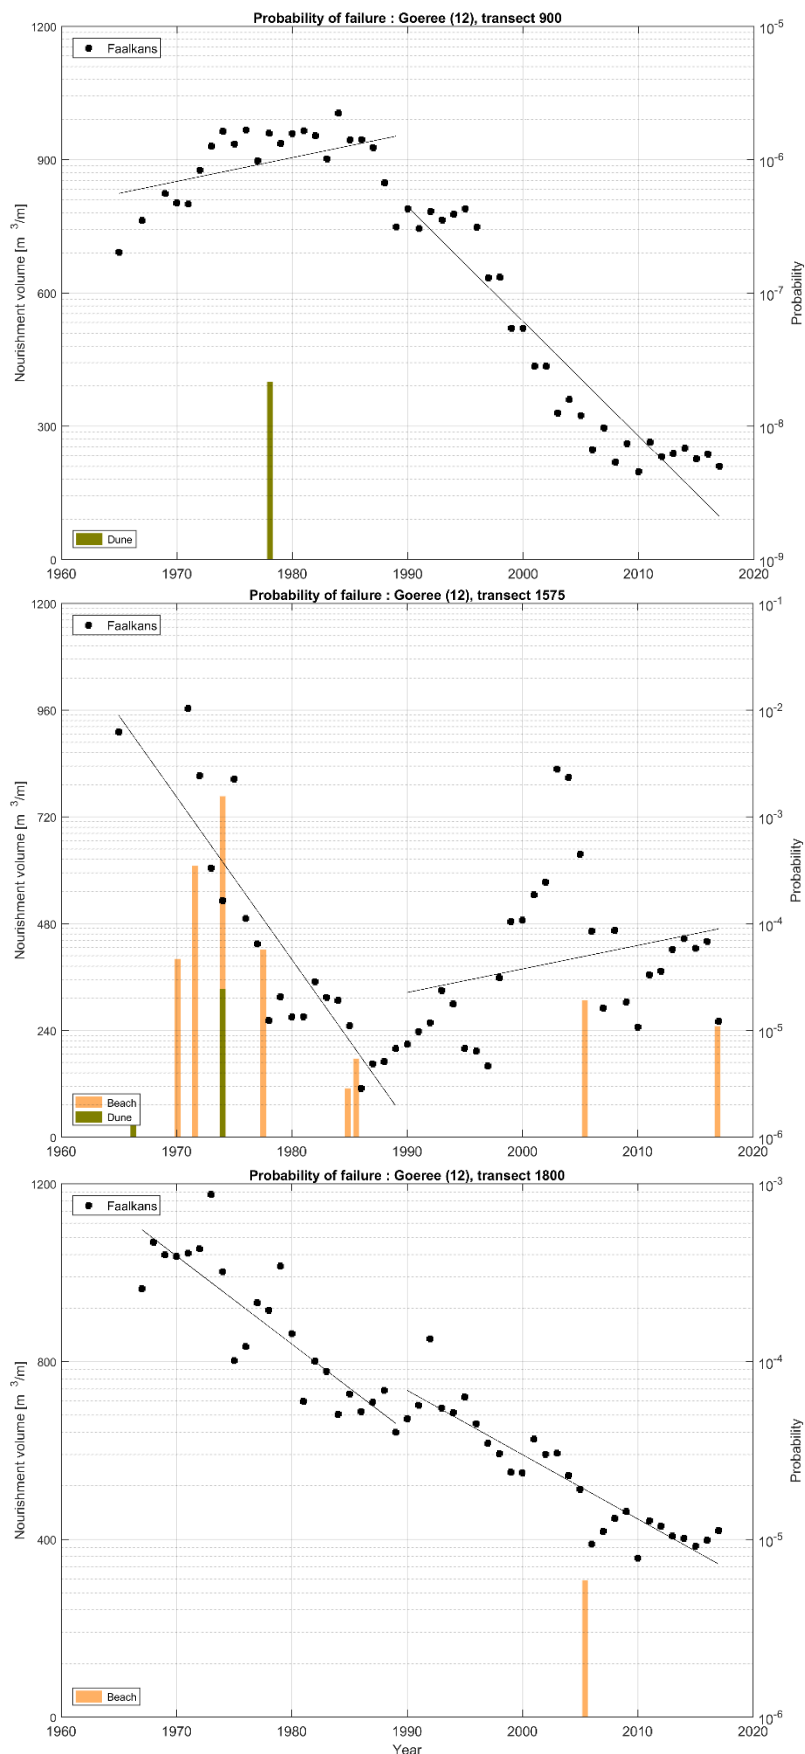 Probability of failure : Goeree (12), transect 900
1200
900
600
300
0
Nourishment volume [m ³/m]
Faalkans
Dune
10⁻⁵
10⁻⁶
10⁻⁷
10⁻⁸
10⁻⁹
Probability
1960 1970 1980 1990 2000 2010 2020
Probability of failure : Goeree (12), transect 1575
1200
960
720
480
240
0
Nourishment volume [m ³/m]
Faalkans
Beach
Dune
10⁻¹
10⁻²
10⁻³
10⁻⁴
10⁻⁵
10⁻⁶
Probability
1960 1970 1980 1990 2000 2010 2020
Probability of failure : Goeree (12), transect 1800
1200
800
400
0
Nourishment volume [m ³/m]
Faalkans
Beach
10⁻³
10⁻⁴
10⁻⁵
10⁻⁶
Probability
1960 1970 1980 1990 2000 2010 2020
Year